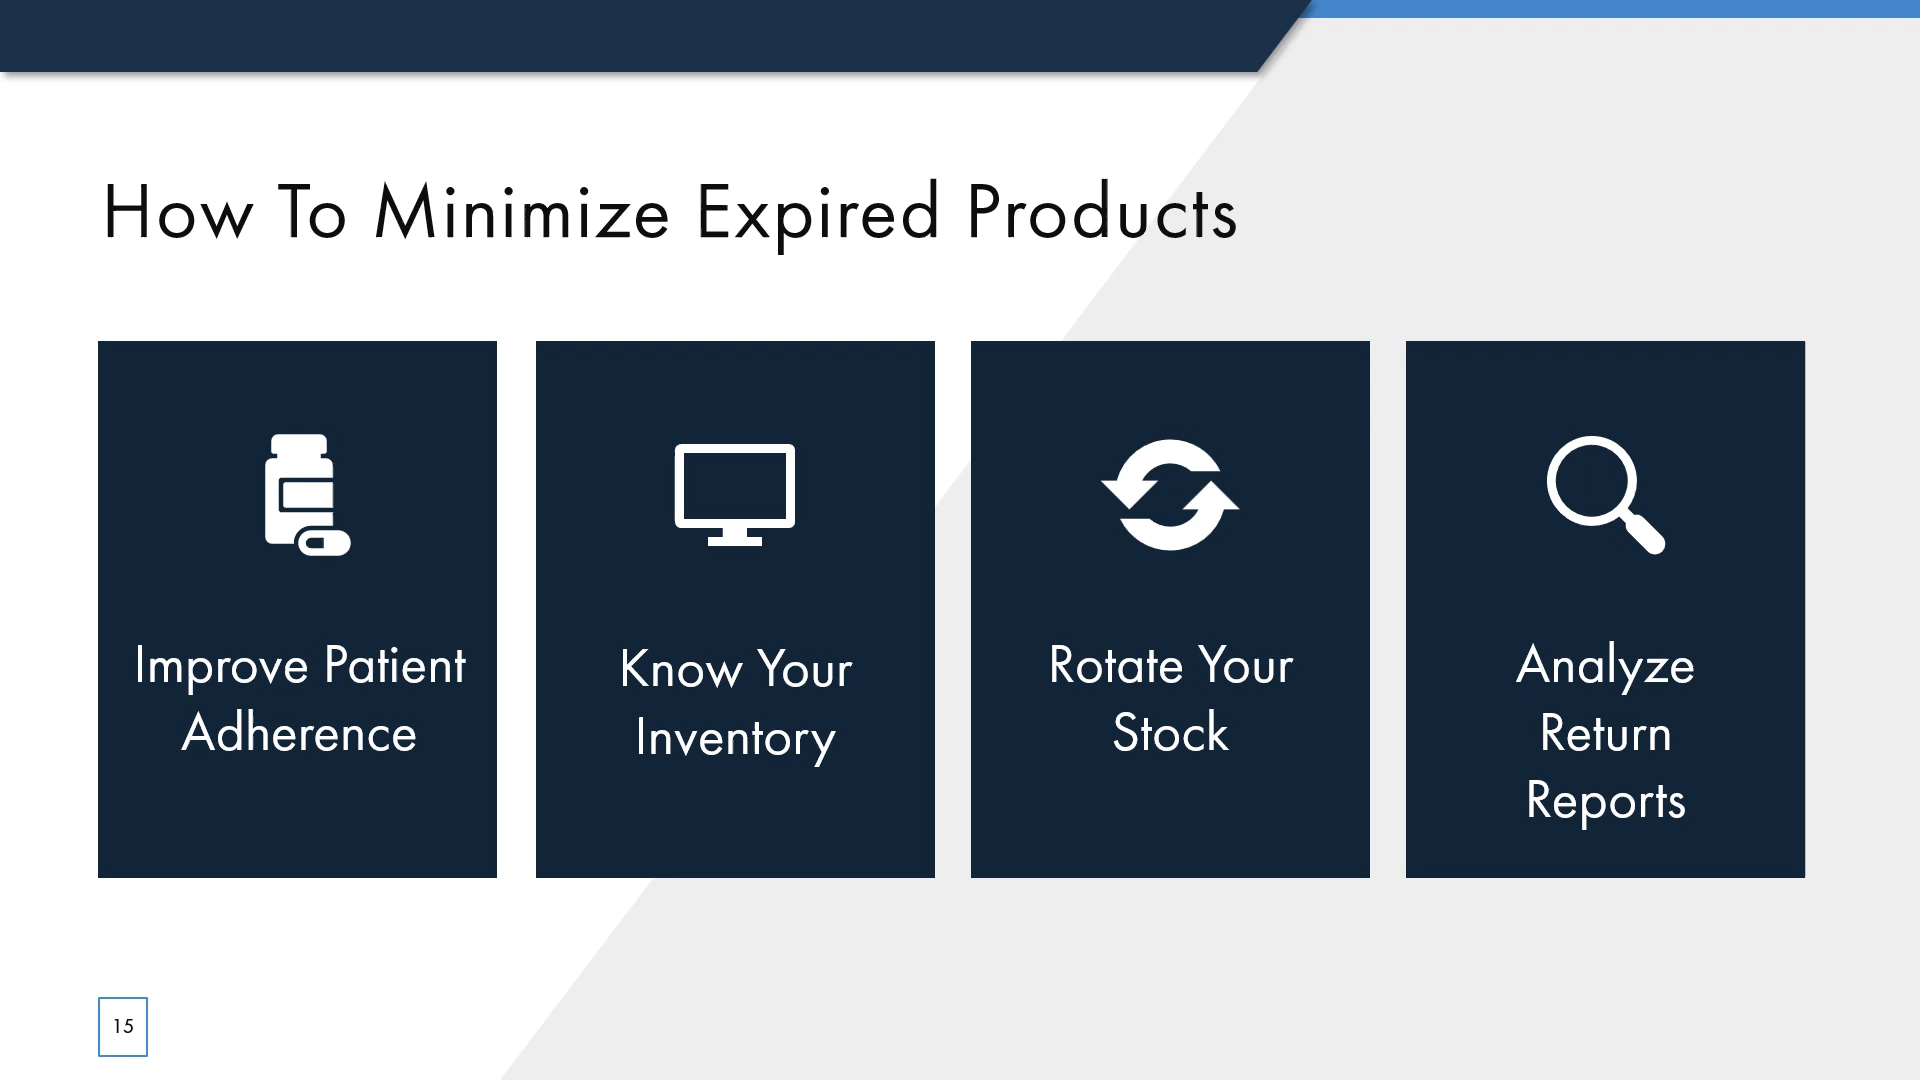 How To Minimize Expired Products
Improve Patient
Adherence
Know Your
Inventory
Rotate Your
Stock
Analyze
Return
Reports
15